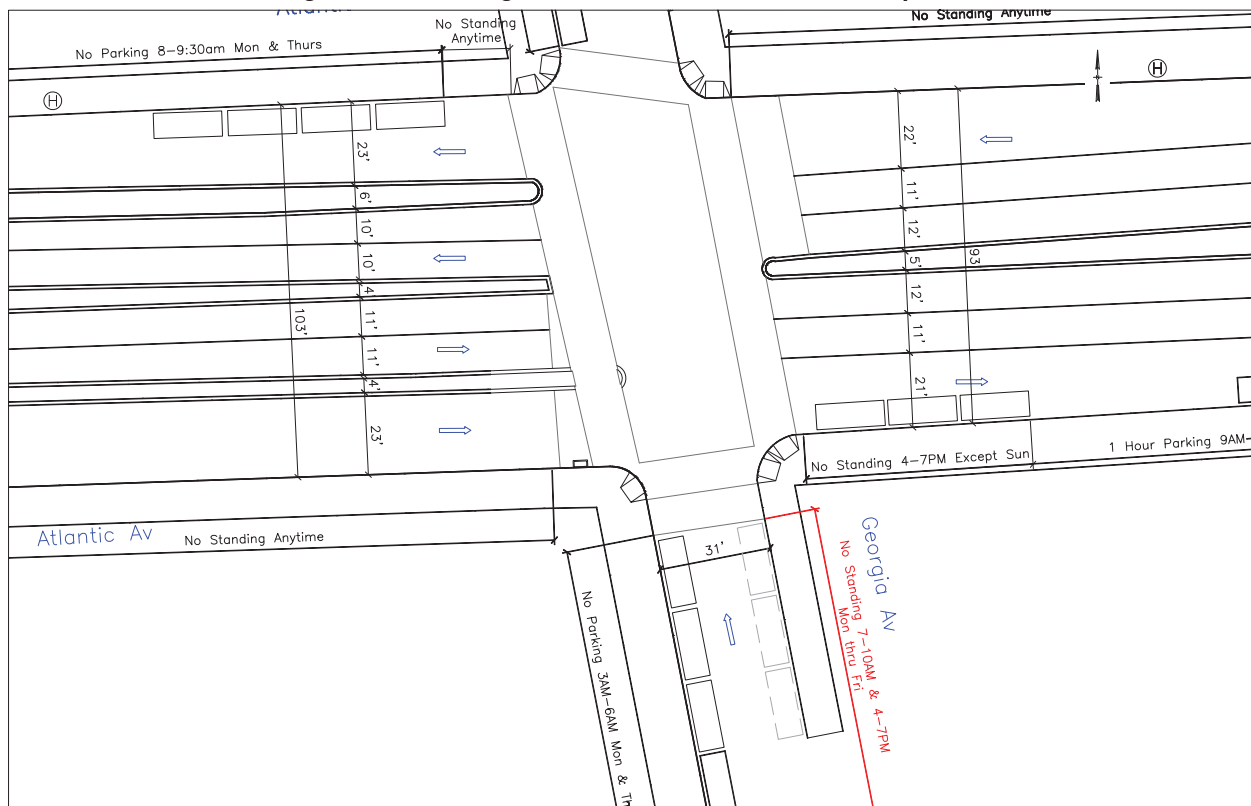 No Standing Anytime
No Parking 8–9:30am Mon & Thurs
No Standing
Anytime
H
H
23'
6'
10'
10'
4'
11'
11'
4'
23'
103'
22'
11'
12'
5'
12'
11'
21'
93'
No Standing 4–7PM Except Sun
1 Hour Parking 9AM–
Atlantic Av
No Standing Anytime
31'
Georgia Av
No Standing 7–10AM & 4–7PM
Mon thru Fri
No Parking 3AM–6AM Mon & Th